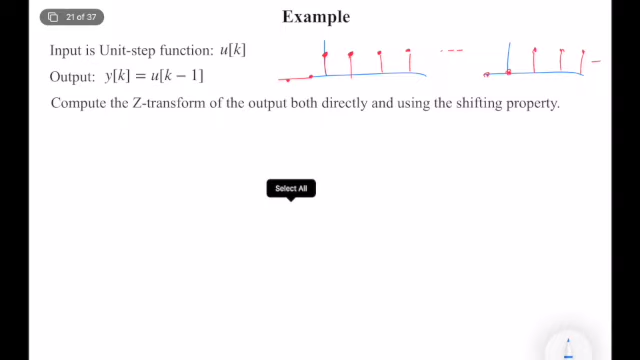 21 of 37
Example
Input is Unit-step function: u[k]
Output: y[k] = u[k − 1]
Compute the Z-transform of the output both directly and using the shifting property.
Select All